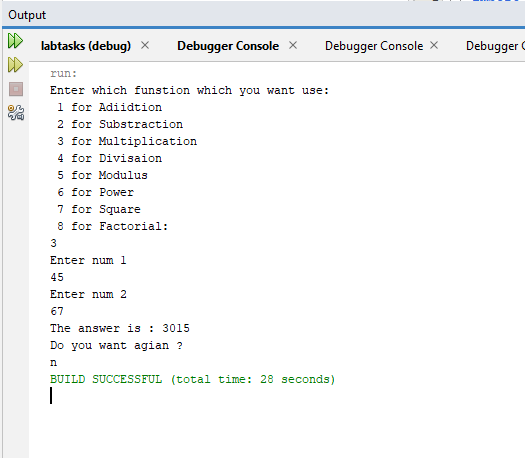 Output
labtasks (debug) × Debugger Console × Debugger Console × Debugger
run:
Enter which funstion which you want use:
1 for Adiidtion
2 for Substraction
3 for Multiplication
4 for Divisaion
5 for Modulus
6 for Power
7 for Square
8 for Factorial:
3
Enter num 1
45
Enter num 2
67
The answer is : 3015
Do you want agian ?
n
BUILD SUCCESSFUL (total time: 28 seconds)